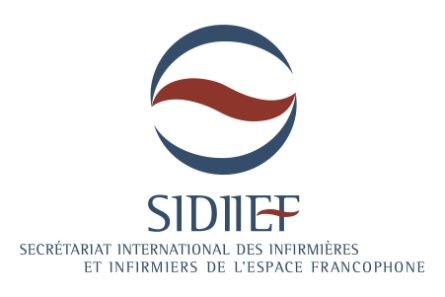 SIDIIEF
SECRÉTARIAT INTERNATIONAL DES INFIRMIÈRES
ET INFIRMIERS DE L'ESPACE FRANCOPHONE